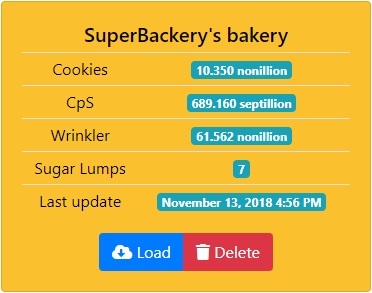 SuperBackery's bakery
Cookies 10.350 nonillion
CpS 689.160 septillion
Wrinkler 61.562 nonillion
Sugar Lumps 7
Last update November 13, 2018 4:56 PM
Load Delete